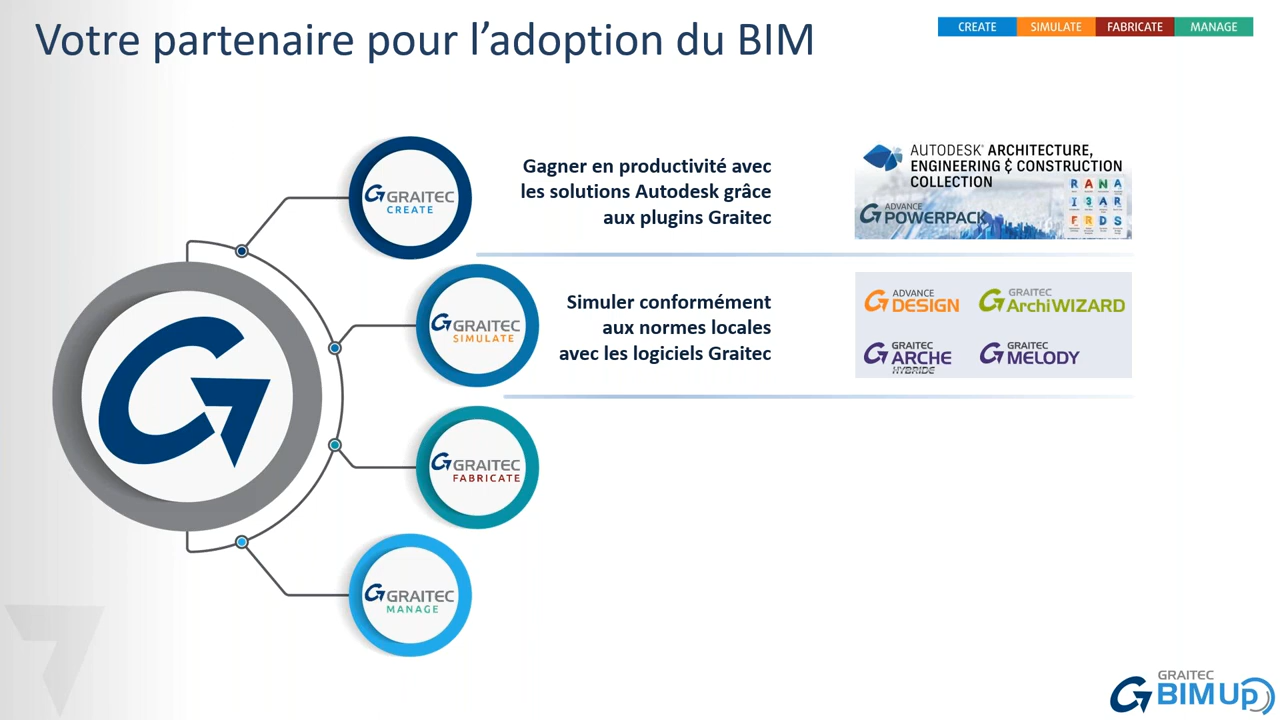 Votre partenaire pour l’adoption du BIM
CREATE SIMULATE FABRICATE MANAGE
GRAITEC
CREATE
Gagner en productivité avec
les solutions Autodesk grâce
aux plugins Graitec
AUTODESK® ARCHITECTURE,
ENGINEERING & CONSTRUCTION
COLLECTION
ADVANCE
POWERPACK
R A N A
I 3 A R
F R D S
GRAITEC
SIMULATE
Simuler conformément
aux normes locales
avec les logiciels Graitec
ADVANCE
DESIGN
GRAITEC
ArchiWIZARD
GRAITEC
ARCHE
HYBRIDE
GRAITEC
MELODY
GRAITEC
FABRICATE
GRAITEC
MANAGE
GRAITEC
BIM Up